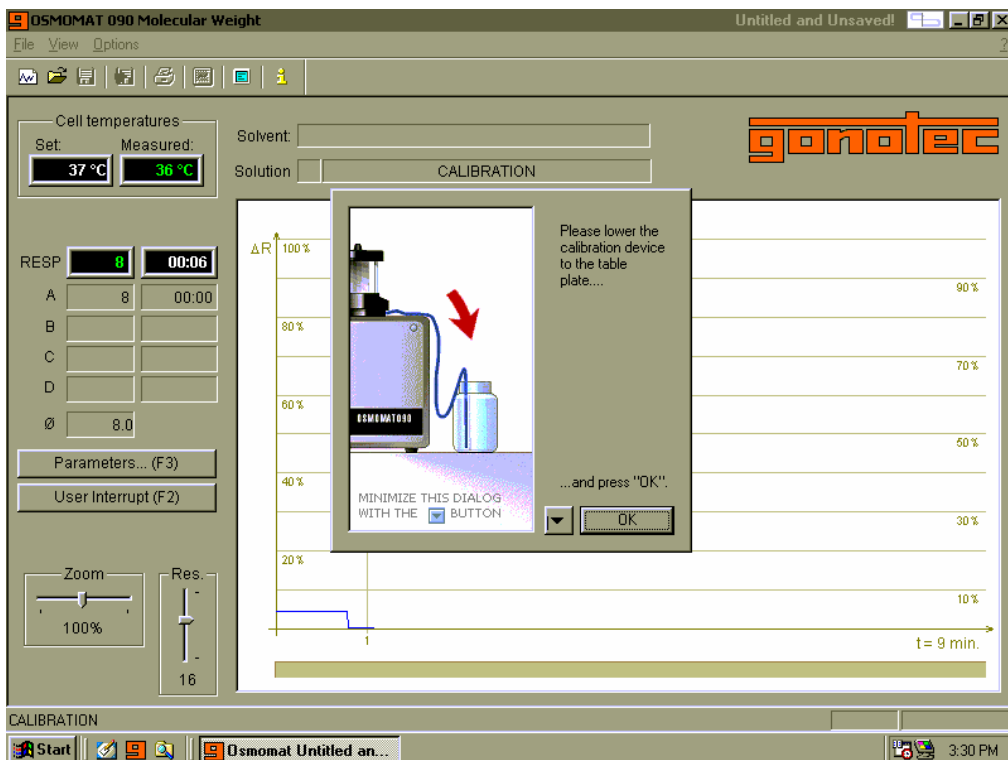 OSMOMAT 090 Molecular Weight
Untitled and Unsaved!
File View Options ?
Cell temperatures
Set: Measured:
37 °C 36 °C
Solvent:
Solution CALIBRATION
gonotec
RESP 8 00:06
A 8 00:00
B
C
D
Ø 8.0
Parameters... (F3)
User Interrupt (F2)
Zoom
100%
Res.
16
ΔR 100%
90%
80%
70%
60%
50%
40%
30%
20%
10%
1
t= 9 min.
OSMOMAT090
MINIMIZE THIS DIALOG
WITH THE BUTTON
Please lower the
calibration device
to the table
plate....
...and press "OK".
OK
CALIBRATION
Start
Osmomat Untitled an...
3:30 PM